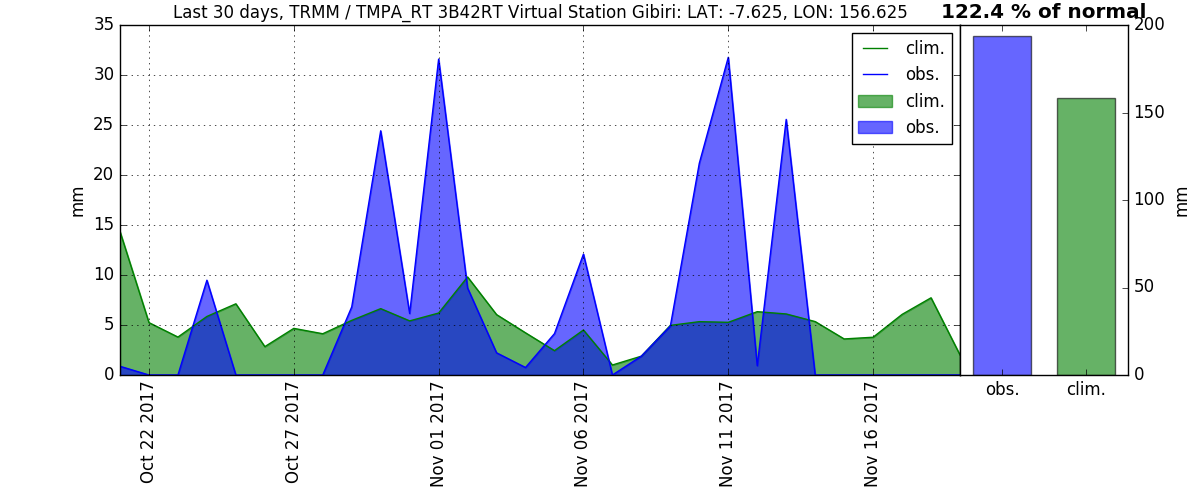 Last 30 days, TRMM / TMPA_RT 3B42RT Virtual Station Gibiri: LAT: -7.625, LON: 156.625
122.4 % of normal
35
30
25
20
15
10
5
0
mm
clim.
obs.
clim.
obs.
200
150
100
50
0
mm
obs.
clim.
Oct 22 2017
Oct 27 2017
Nov 01 2017
Nov 06 2017
Nov 11 2017
Nov 16 2017